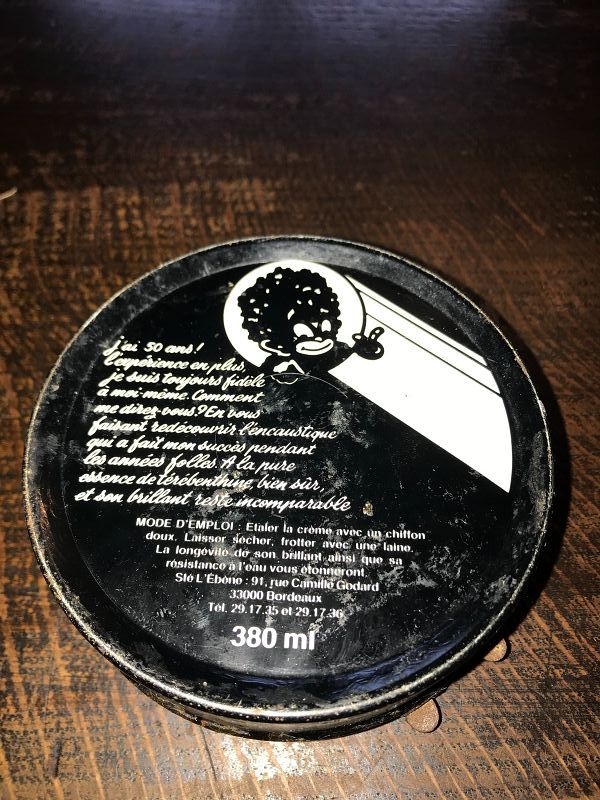 j'ai 50 ans!
l'expérience en plus,
je suis toujours fidèle
à moi-même. Comment
me direz-vous? En vous
faisant redécouvrir l'encaustique
qui a fait mon succès pendant
les années folles. A la pure
essence de térébenthine, bien sûr,
et son brillant reste incomparable
MODE D'EMPLOI : Etaler la crème avec un chiffon
doux. Laisser sécher, frotter avec une laine.
La longévité de son brillant ainsi que sa
résistance à l'eau vous étonneront.
Sté L'Ébène : 91, rue Camille Godard
33000 Bordeaux
Tél. 29.17.35 et 29.17.36
380 ml